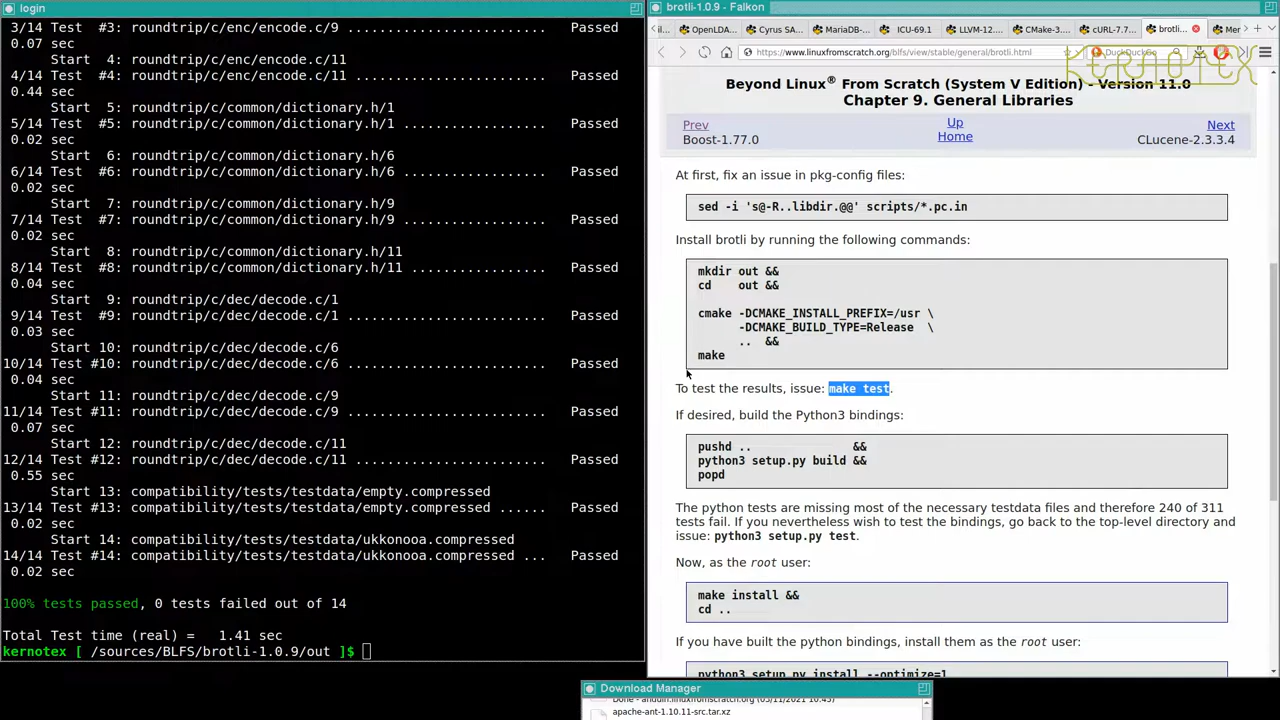 login
3/14 Test  #3: roundtrip/c/enc/encode.c/9 ......................   Passed
0.07 sec
Start  4: roundtrip/c/enc/encode.c/11
4/14 Test  #4: roundtrip/c/enc/encode.c/11 .....................   Passed
0.44 sec
Start  5: roundtrip/c/common/dictionary.h/1
5/14 Test  #5: roundtrip/c/common/dictionary.h/1 ...............   Passed
0.02 sec
Start  6: roundtrip/c/common/dictionary.h/6
6/14 Test  #6: roundtrip/c/common/dictionary.h/6 ...............   Passed
0.02 sec
Start  7: roundtrip/c/common/dictionary.h/9
7/14 Test  #7: roundtrip/c/common/dictionary.h/9 ...............   Passed
0.02 sec
Start  8: roundtrip/c/common/dictionary.h/11
8/14 Test  #8: roundtrip/c/common/dictionary.h/11 ..............   Passed
0.04 sec
Start  9: roundtrip/c/dec/decode.c/1
9/14 Test  #9: roundtrip/c/dec/decode.c/1 ......................   Passed
0.03 sec
Start 10: roundtrip/c/dec/decode.c/6
10/14 Test #10: roundtrip/c/dec/decode.c/6 ......................   Passed
0.04 sec
Start 11: roundtrip/c/dec/decode.c/9
11/14 Test #11: roundtrip/c/dec/decode.c/9 ......................   Passed
0.07 sec
Start 12: roundtrip/c/dec/decode.c/11
12/14 Test #12: roundtrip/c/dec/decode.c/11 .....................   Passed
0.55 sec
Start 13: compatibility/tests/testdata/empty.compressed
13/14 Test #13: compatibility/tests/testdata/empty.compressed ......   Passed
0.02 sec
Start 14: compatibility/tests/testdata/ukkonooa.compressed
14/14 Test #14: compatibility/tests/testdata/ukkonooa.compressed ...   Passed
0.02 sec
100% tests passed, 0 tests failed out of 14
Total Test time (real) =   1.41 sec
kernotex [ /sources/BLFS/brotli-1.0.9/out ]$
brotli-1.0.9 - Falkon
OpenLDA... Cyrus SA... MariaDB-... ICU-69.1 LLVM-12.... CMake-3.... cURL-7.7... brotl...
https://www.linuxfromscratch.org/blfs/view/stable/general/brotli.html DuckDuckGo
KERNOTEX
Beyond Linux® From Scratch (System V Edition) - Version 11.0
Chapter 9. General Libraries
Prev Up Next
Boost-1.77.0 Home CLucene-2.3.3.4
At first, fix an issue in pkg-config files:
sed -i 's@-R..libdir.@@' scripts/*.pc.in
Install brotli by running the following commands:
mkdir out &&
cd    out &&
cmake -DCMAKE_INSTALL_PREFIX=/usr \
-DCMAKE_BUILD_TYPE=Release  \
..  &&
make
To test the results, issue: make test.
If desired, build the Python3 bindings:
pushd ..               &&
python3 setup.py build &&
popd
The python tests are missing most of the necessary testdata files and therefore 240 of 311
tests fail. If you nevertheless wish to test the bindings, go back to the top-level directory and
issue: python3 setup.py test.
Now, as the root user:
make install &&
cd ..
If you have built the python bindings, install them as the root user:
python3 setup.py install --optimize=1
Download Manager
apache-ant-1.10.11-src.tar.xz